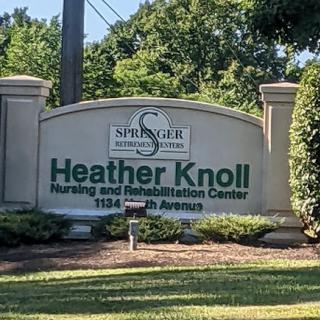 SPRENGER
RETIREMENT CENTERS
S
Heather Knoll
Nursing and Rehabilitation Center
1134 Avenue